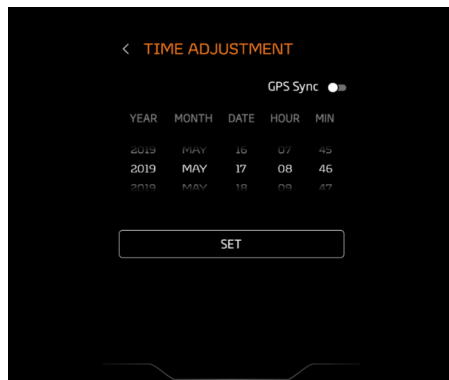 < TIME ADJUSTMENT
GPS Sync
YEAR MONTH DATE HOUR MIN
2019 MAY 16 07 45
2019 MAY 17 08 46
2019 MAY 18 09 47
SET